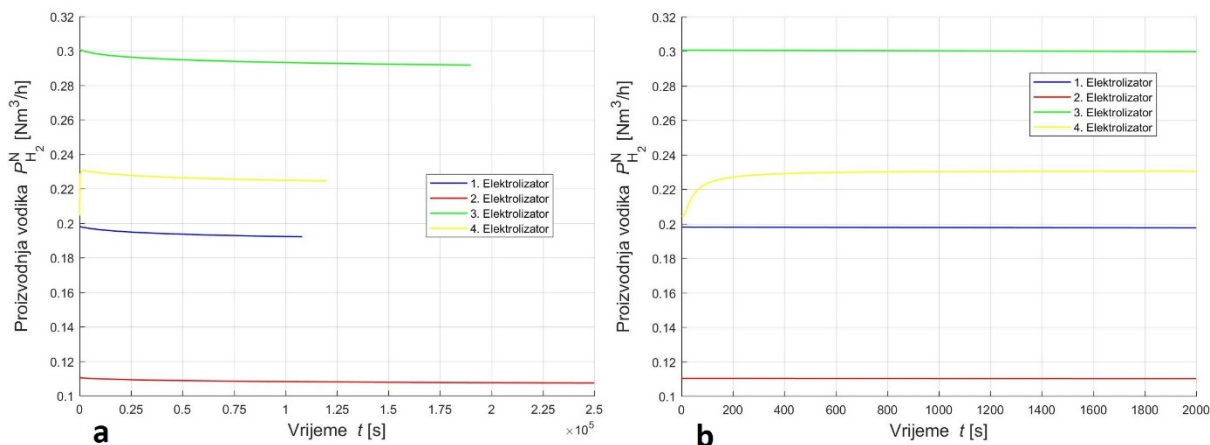 0.32
0.3
0.28
0.26
0.24
0.22
0.2
0.18
0.16
0.14
0.12
0.1
Proizvodnja vodika P^N_H2 [Nm^3/h]
1. Elektrolizator
2. Elektrolizator
3. Elektrolizator
4. Elektrolizator
0 0.25 0.5 0.75 1 1.25 1.5 1.75 2 2.25 2.5
×10^5
Vrijeme t [s]
a
0.32
0.3
0.28
0.26
0.24
0.22
0.2
0.18
0.16
0.14
0.12
0.1
Proizvodnja vodika P^N_H2 [Nm^3/h]
1. Elektrolizator
2. Elektrolizator
3. Elektrolizator
4. Elektrolizator
0 200 400 600 800 1000 1200 1400 1600 1800 2000
Vrijeme t [s]
b